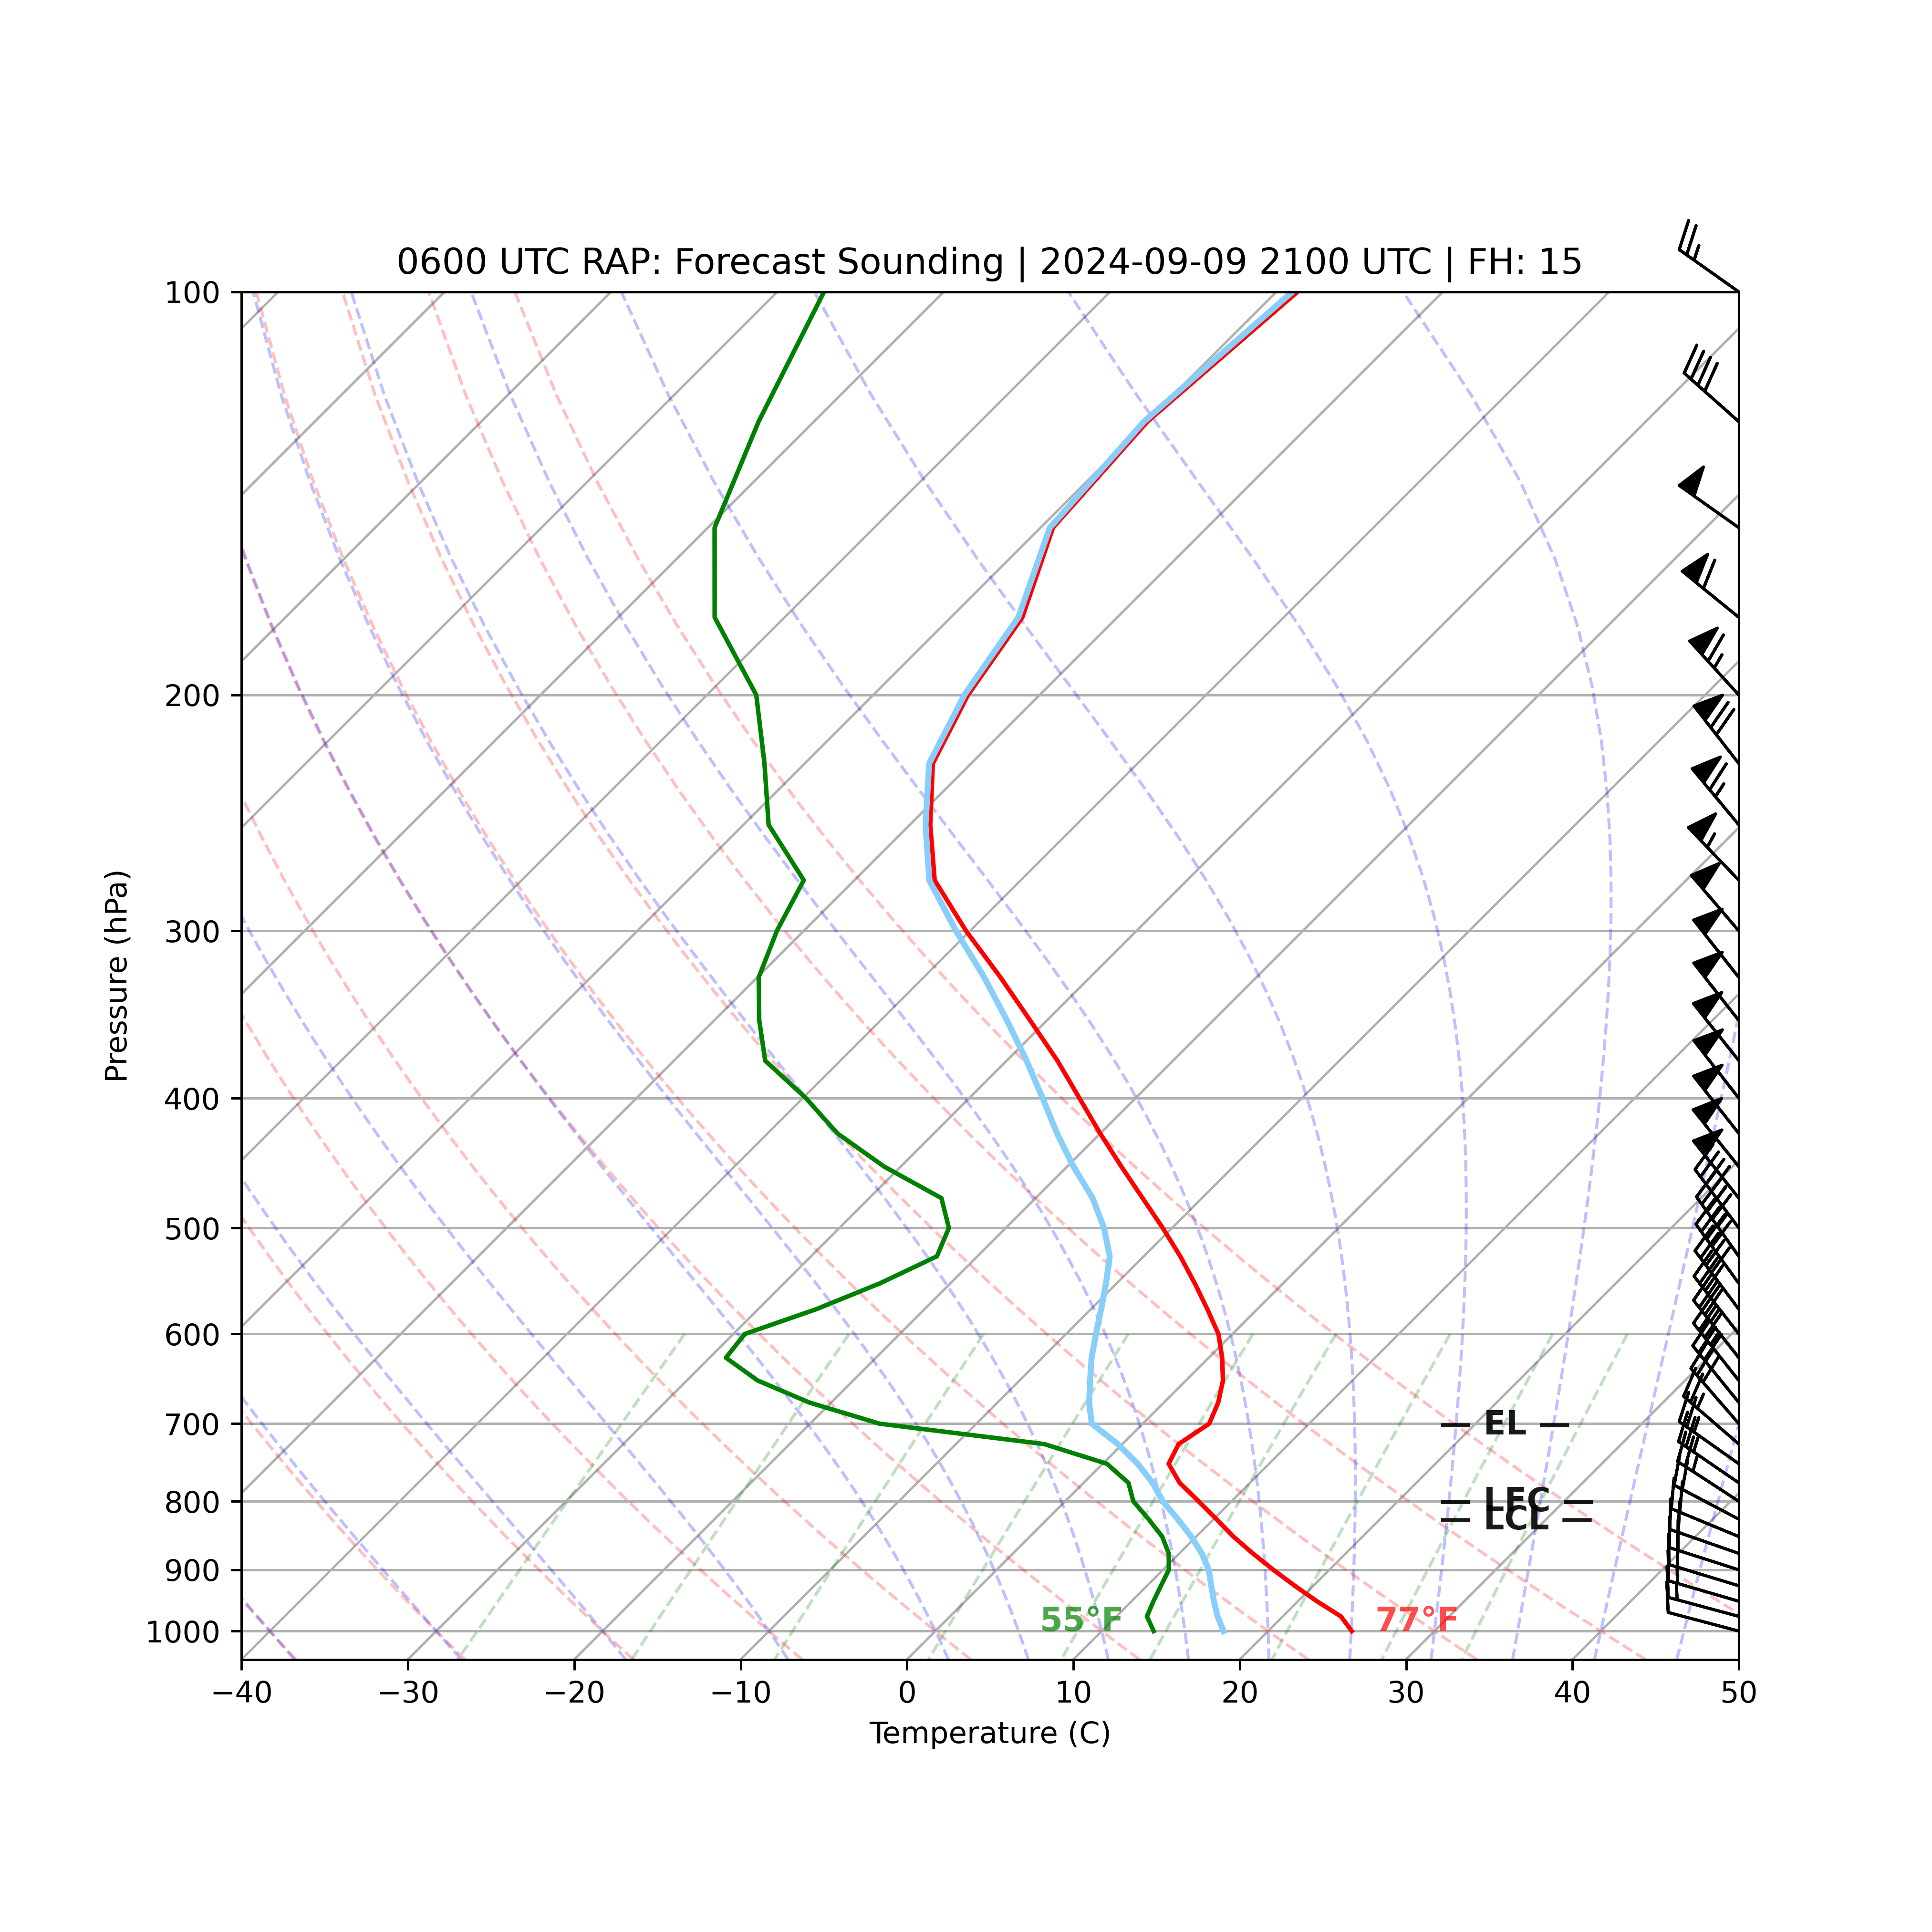 0600 UTC RAP: Forecast Sounding | 2024-09-09 2100 UTC | FH: 15
100
200
300
400
500
600
700
800
900
1000
Pressure (hPa)
— EL —
— LFC —
— LCL —
55°F
77°F
−40 −30 −20 −10 0 10 20 30 40 50
Temperature (C)